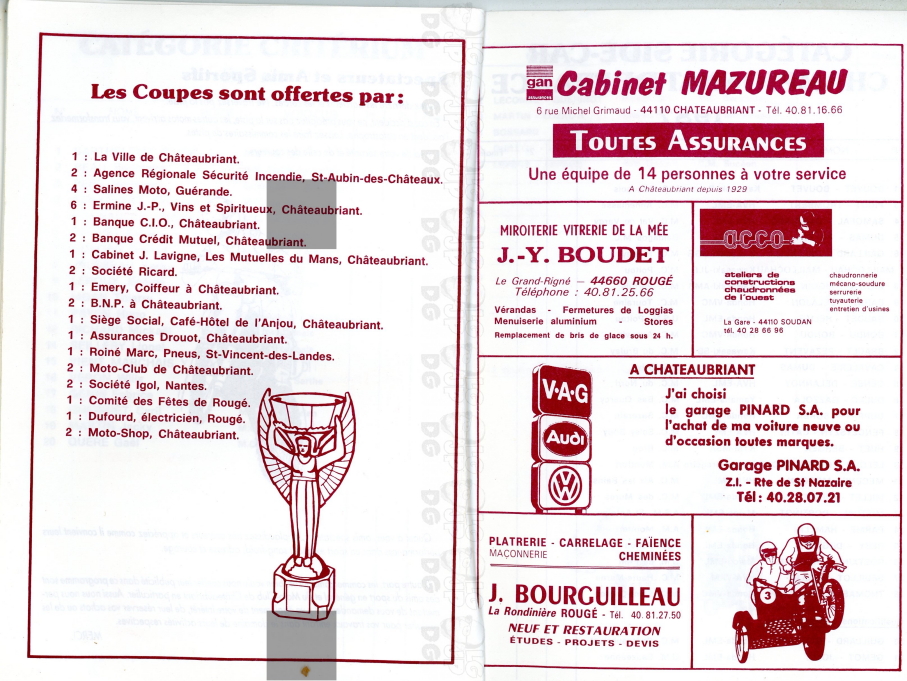 Les Coupes sont offertes par :
1 : La Ville de Châteaubriant.
2 : Agence Régionale Sécurité Incendie, St-Aubin-des-Châteaux.
4 : Salines Moto, Guérande.
6 : Ermine J.-P., Vins et Spiritueux, Châteaubriant.
1 : Banque C.I.O., Châteaubriant.
2 : Banque Crédit Mutuel, Châteaubriant.
1 : Cabinet J. Lavigne, Les Mutuelles du Mans, Châteaubriant.
2 : Société Ricard.
1 : Emery, Coiffeur à Châteaubriant.
2 : B.N.P. à Châteaubriant.
1 : Siège Social, Café-Hôtel de l'Anjou, Châteaubriant.
1 : Assurances Drouot, Châteaubriant.
1 : Roiné Marc, Pneus, St-Vincent-des-Landes.
2 : Moto-Club de Châteaubriant.
2 : Société Igol, Nantes.
1 : Comité des Fêtes de Rougé.
1 : Dufourd, électricien, Rougé.
2 : Moto-Shop, Châteaubriant.
gan
assurances
Cabinet MAZUREAU
6 rue Michel Grimaud - 44110 CHATEAUBRIANT - Tél. 40.81.16.66
TOUTES ASSURANCES
Une équipe de 14 personnes à votre service
A Châteaubriant depuis 1929
MIROITERIE VITRERIE DE LA MÉE
J.-Y. BOUDET
Le Grand-Rigné – 44660 ROUGÉ
Téléphone : 40.81.25.66
Vérandas - Fermetures de Loggias
Menuiserie aluminium - Stores
Remplacement de bris de glace sous 24 h.
acco
ateliers de
constructions
chaudronnées
de l'ouest
chaudronnerie
mécano-soudure
serrurerie
tuyauterie
entretien d'usines
La Gare - 44110 SOUDAN
tél. 40 28 66 96
A CHATEAUBRIANT
V·A·G
Audi
J'ai choisi
le garage PINARD S.A. pour
l'achat de ma voiture neuve ou
d'occasion toutes marques.
Garage PINARD S.A.
Z.I. - Rte de St Nazaire
Tél : 40.28.07.21
PLATRERIE - CARRELAGE - FAÏENCE
MAÇONNERIE CHEMINÉES
J. BOURGUILLEAU
La Rondinière ROUGÉ - Tél. 40.81.27.50
NEUF ET RESTAURATION
ÉTUDES - PROJETS - DEVIS
3